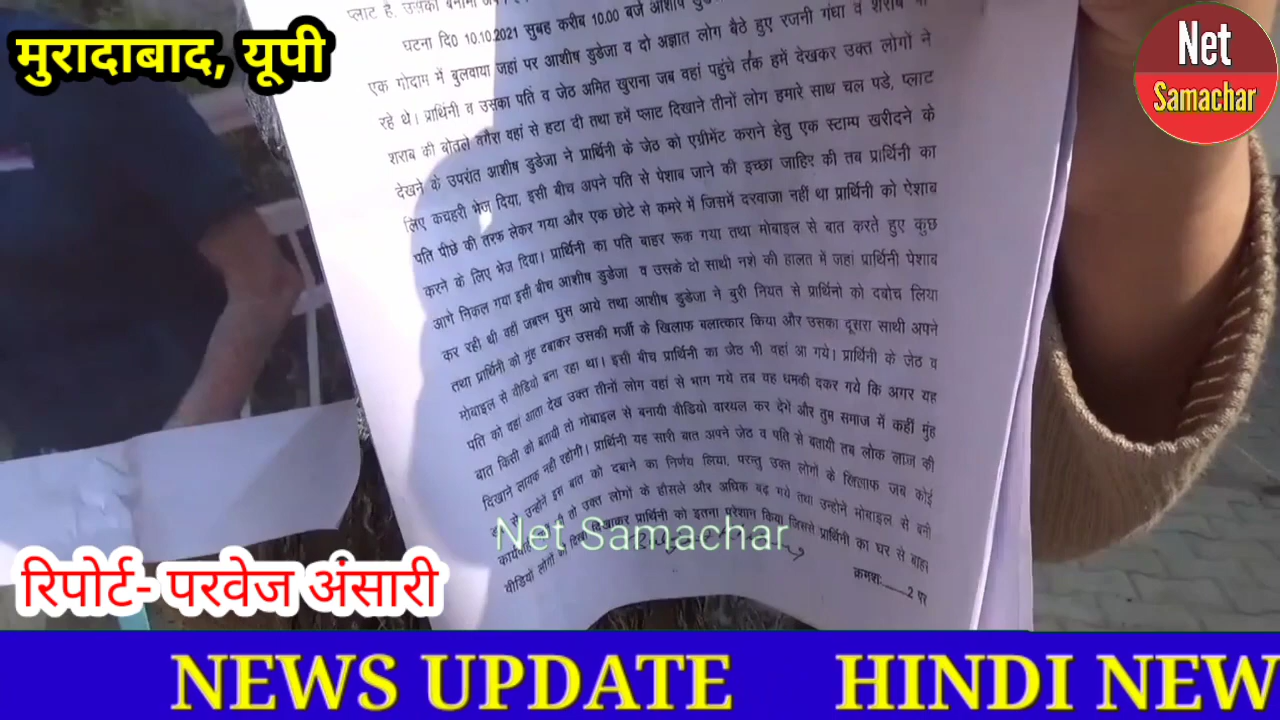 मुरादाबाद, यूपी
Net
Samachar
प्लाट है, उसका बनामा
घटना दि0 10.10.2021 सुबह करीब 10.00 बजे आशीष
एक गोदाम में बुलवाया जहां पर आशीष डुडेजा व दो अज्ञात लोग बैठे हुए रजनी गंधा व शराब पी
रहे थे। प्रार्थिनी व उसका पति व जेठ अमित खुराना जब वहां पहुंचे तक हमें देखकर उक्त लोगों ने
शराब की बोतले वगैरा वहां से हटा दी तथा हमें प्लाट दिखाने तीनों लोग हमारे साथ चल पडे, प्लाट
देखने के उपरांत आशीष डुडेजा ने प्रार्थिनी के जेठ को एग्रीमेंट कराने हेतु एक स्टाम्प खरीदने के
लिए कचहरी भेज दिया, इसी बीच अपने पति से पेशाब जाने की इच्छा जाहिर की तब प्रार्थिनी का
पति पीछे की तरफ लेकर गया और एक छोटे से कमरे में जिसमें दरवाजा नहीं था प्रार्थिनी को ऐशाब
करने के लिए भेज दिया। प्रार्थिनी का पति बाहर रूक गया तथा मोबाइल से बात करते हुए कुछ
आगे निकल गया इसी बीच आशीष डुडेजा व उसके दो साथी नशे की हालत में जहां प्रार्थिनी पेशाब
कर रही थी वहीं जबरन घुस आये तथा आशीष डुडेजा ने बुरी नियत से प्रार्थिनी को दबोच लिया
तथा प्रार्थिनी को मुंह दबाकर उसकी मर्जी के खिलाफ बलात्कार किया और उसका दूसरा साथी अपने
मोबाइल से वीडियो बना रहा था। इसी बीच प्रार्थिनी का जेठ भी वहां आ गये। प्रार्थिनी के जेठ व
पति को वहां आता देख उक्त तीनों लोग वहां से भाग गये तब यह धमकी देकर गये कि अगर यह
बात किसी को बतायी तो मोबाइल से बनायी वीडियो वायरल कर देगें और तुम समाज में कहीं मुंह
दिखाने लायक नही रहोगी। प्रार्थिनी यह सारी बात अपने जेठ व पति से बतायी तब लोक लाज की
से उन्होनें इस बात को दबाने का निर्णय लिया, परन्तु उक्त लोगों के खिलाफ जब कोई
तो उक्त लोगों के हौसले और अधिक बढ़ गये तथा उन्होने मोबाइल से बनी
वीडियों लोगों को दिखाकर प्रार्थिनी को इतना परेशान किया जिससे प्रार्थिनी का घर से बाहर
क्रमशः......2 पर
Net Samachar
रिपोर्ट- परवेज अंसारी
NEWS UPDATE HINDI NEW